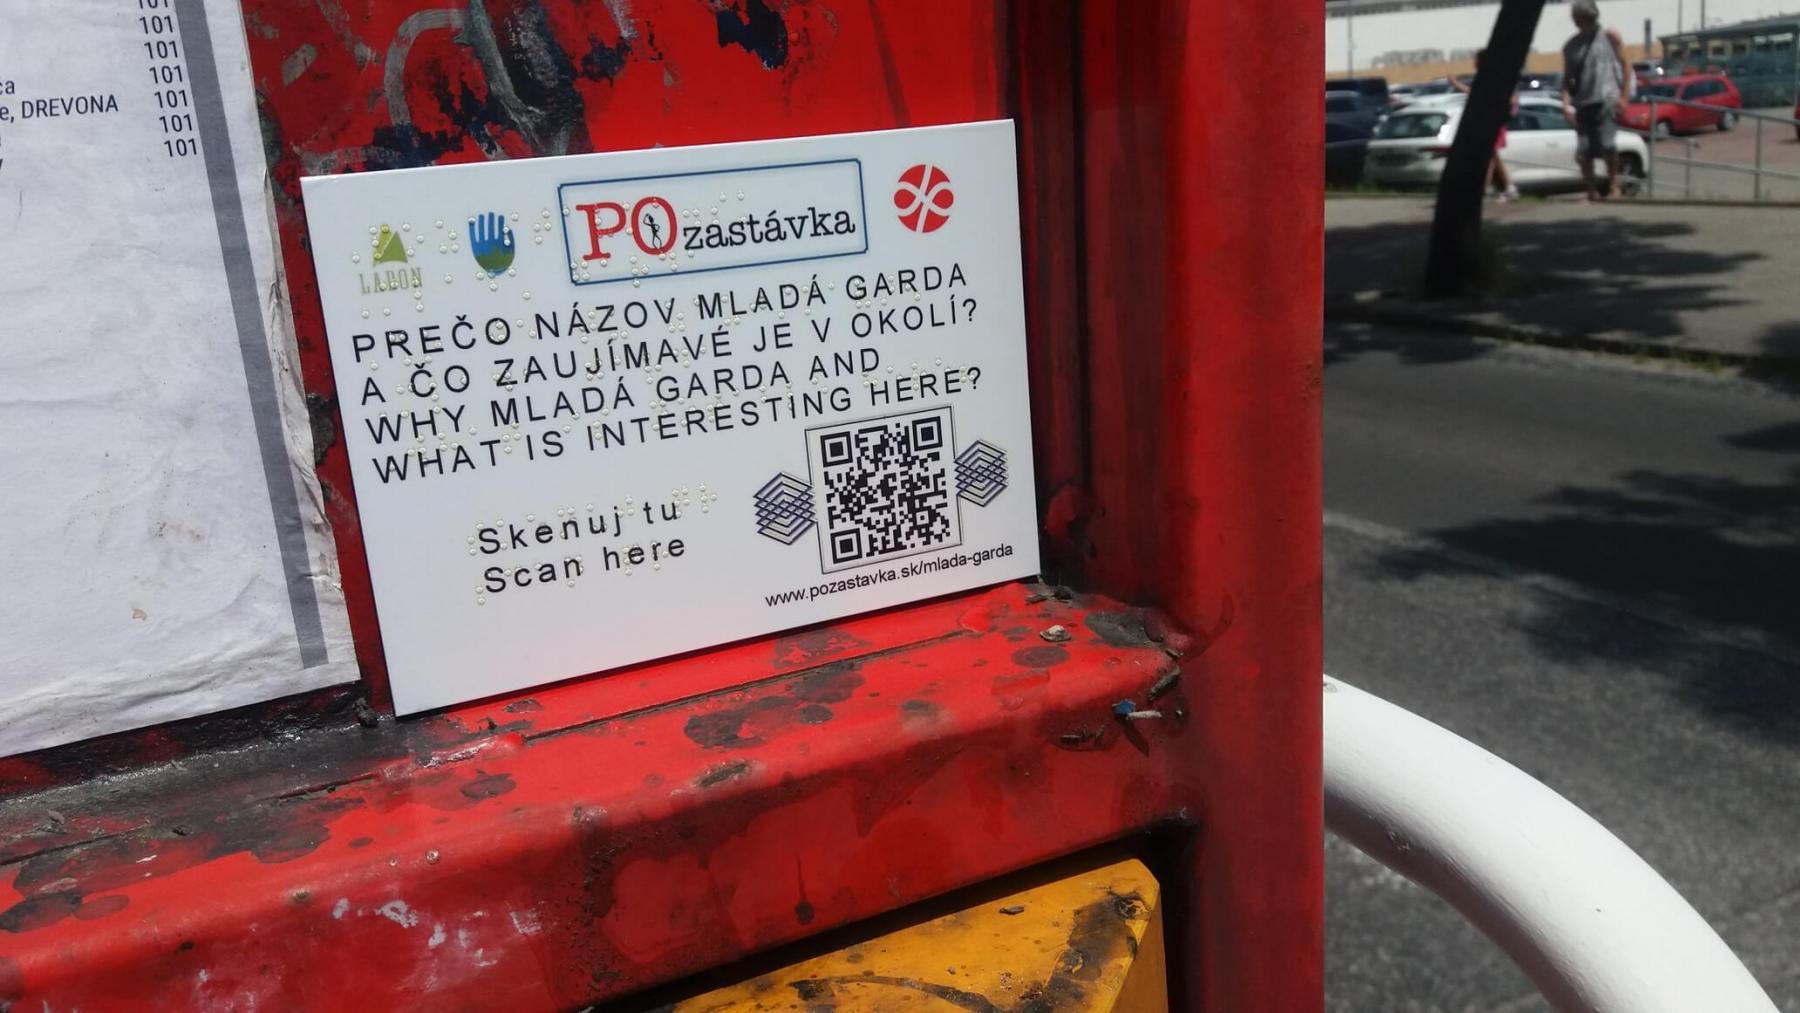 101
101
101
101
e, DREVONA 101
101
101
LABON
POzastávka
PREČO NÁZOV MLADÁ GARDA
A ČO ZAUJÍMAVÉ JE V OKOLÍ?
WHY MLADÁ GARDA AND
WHAT IS INTERESTING HERE?
Skenuj tu
Scan here
www.pozastavka.sk/mlada-garda